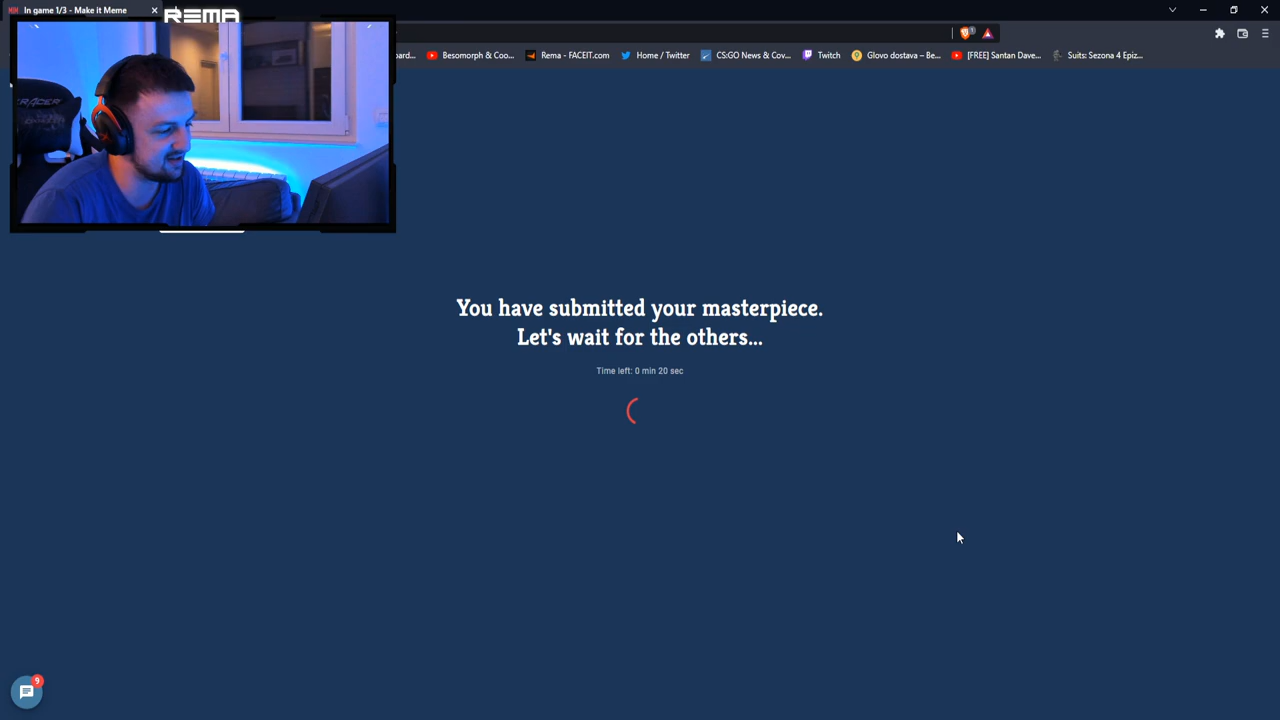 In game 1/3 - Make it Meme
REMA
oard...
Besomorph & Coo...
Rema - FACEIT.com
Home / Twitter
CS:GO News & Cov...
Twitch
Glovo dostava – Be...
[FREE] Santan Dave...
Suits: Sezona 4 Epiz...
You have submitted your masterpiece.
Let's wait for the others...
Time left: 0 min 20 sec
9